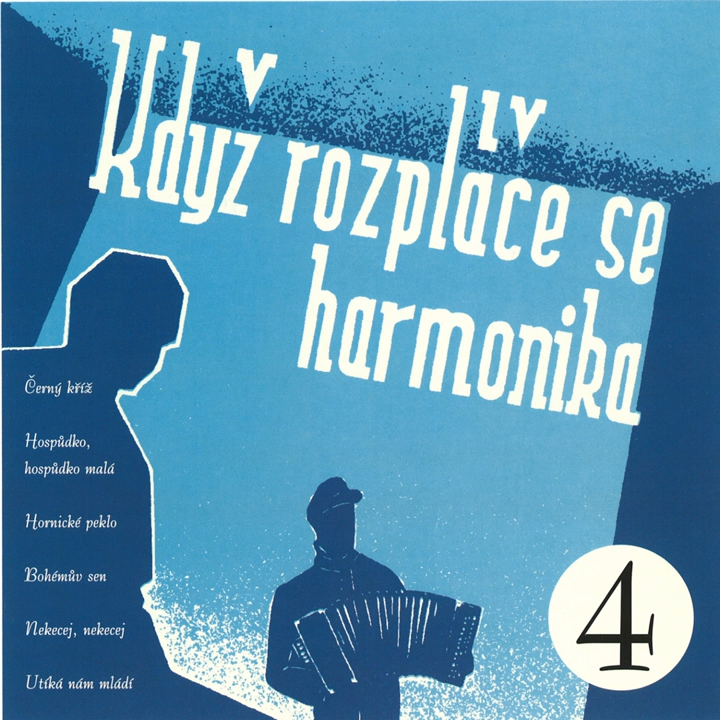 Když rozpláče se
harmonika
Černý kříž
Hospůdko,
hospůdko malá
Hornické peklo
Bohémův sen
Nekecej, nekecej
Utíká nám mládí
4